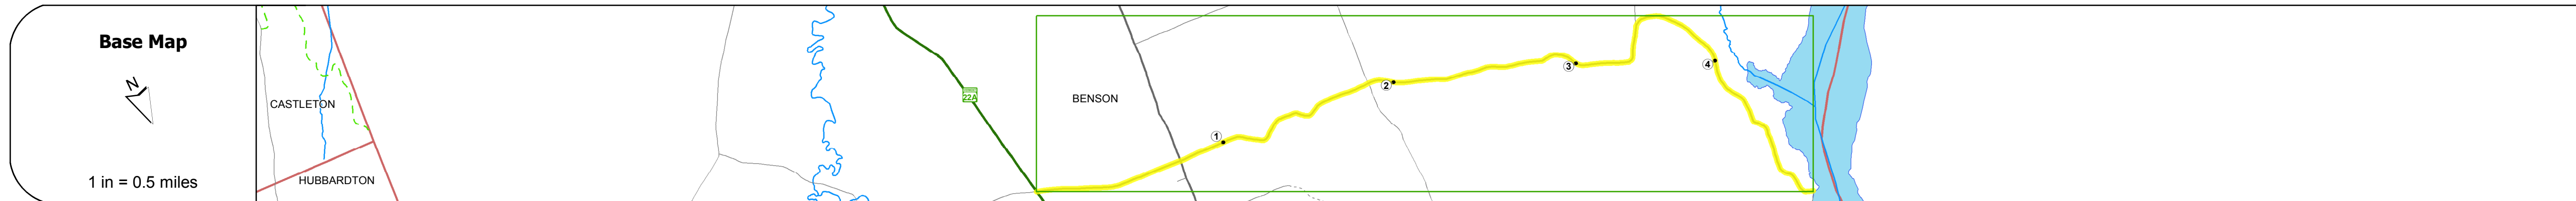 Base Map
N
1 in = 0.5 miles
CASTLETON
HUBBARDTON
22A
BENSON
1
2
3
4